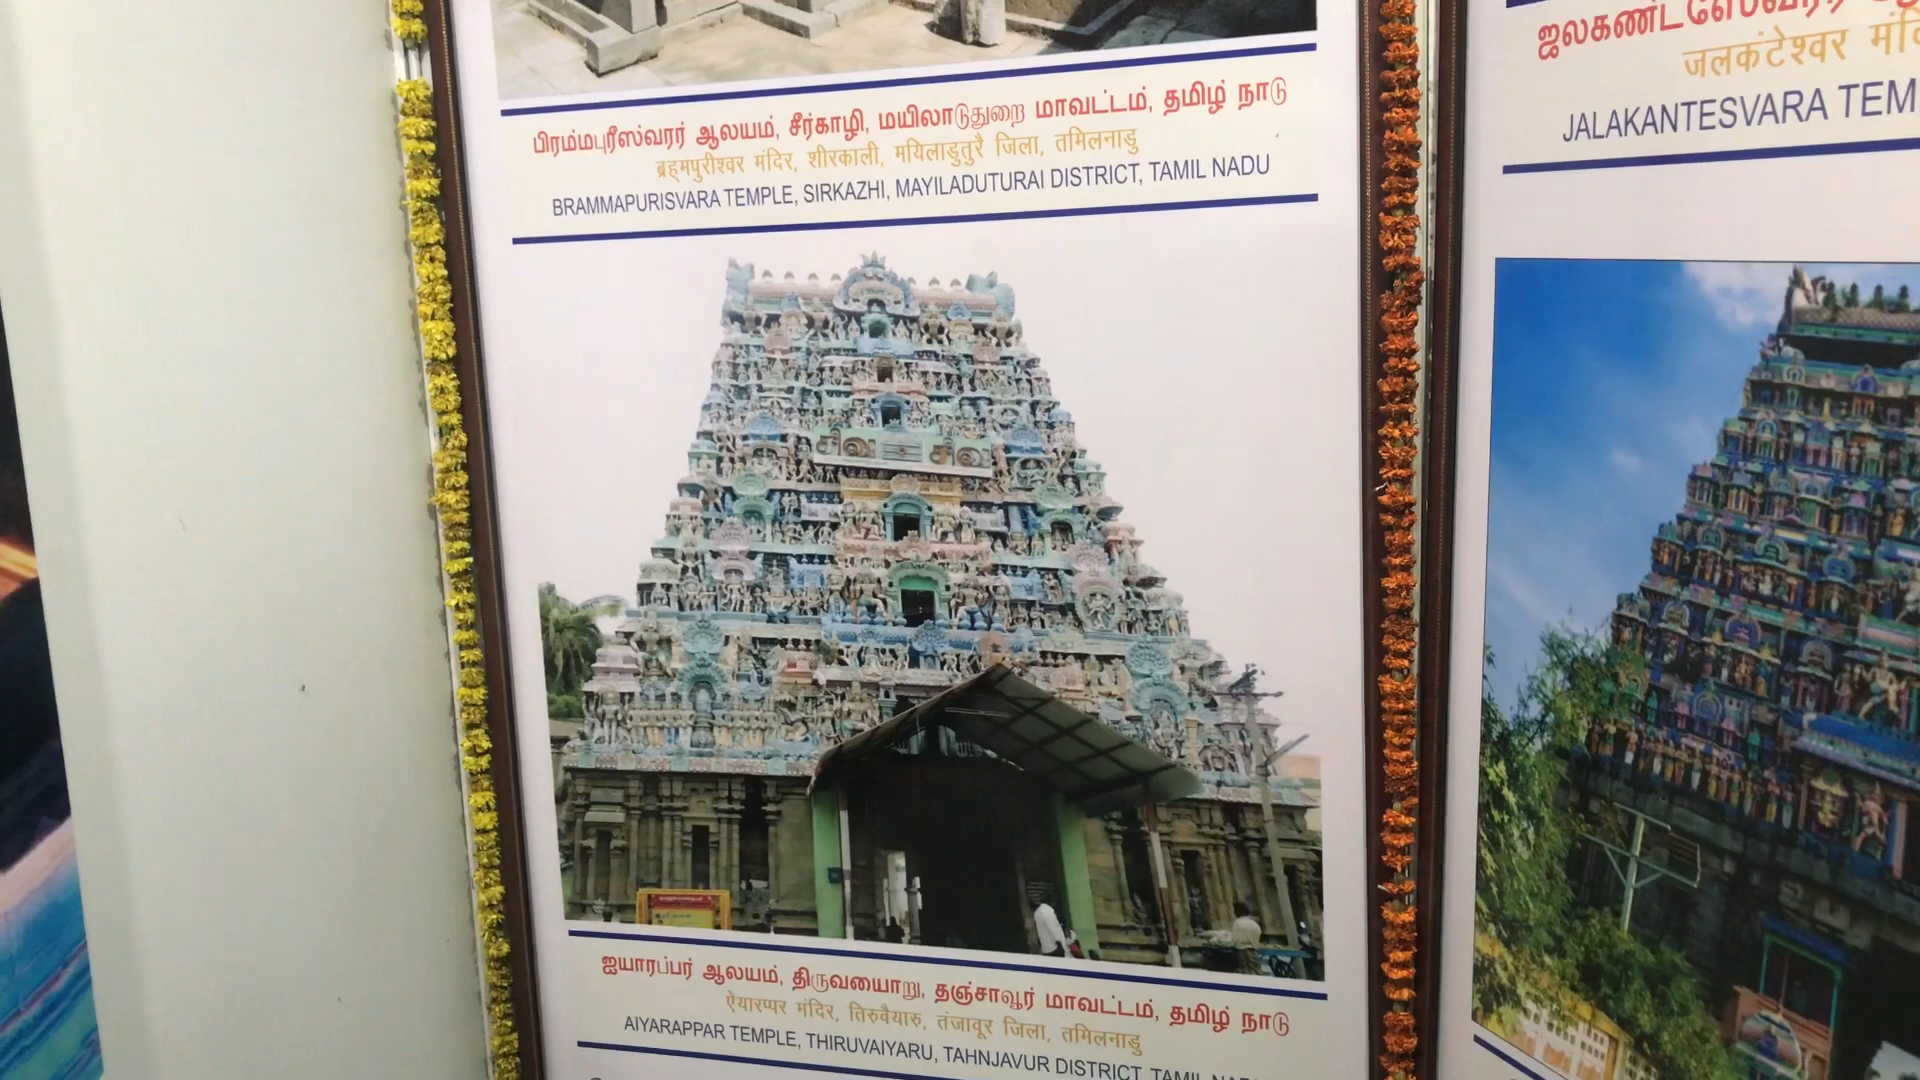 பிரம்மபுரீஸ்வரர் ஆலயம், சீர்காழி, மயிலாடுதுறை மாவட்டம், தமிழ் நாடு
ब्रह्मपुरीश्वर मंदिर, शीरकाली, मयिलाडुतुरै जिला, तमिलनाडु
BRAMMAPURISVARA TEMPLE, SIRKAZHI, MAYILADUTURAI DISTRICT, TAMIL NADU
சிவ சிவ
ஐயாரப்பர் ஆலயம், திருவயைாறு, தஞ்சாவூர் மாவட்டம், தமிழ் நாடு
ऐयारप्पर मंदिर, तिरुवैयारु, तंजावूर जिला, तमिलनाडु
AIYARAPPAR TEMPLE, THIRUVAIYARU, TAHNJAVUR DISTRICT, TAMIL
ஜலகண்டேஸ்வரர்
जलकंटेश्वर
JALAKANTESVARA